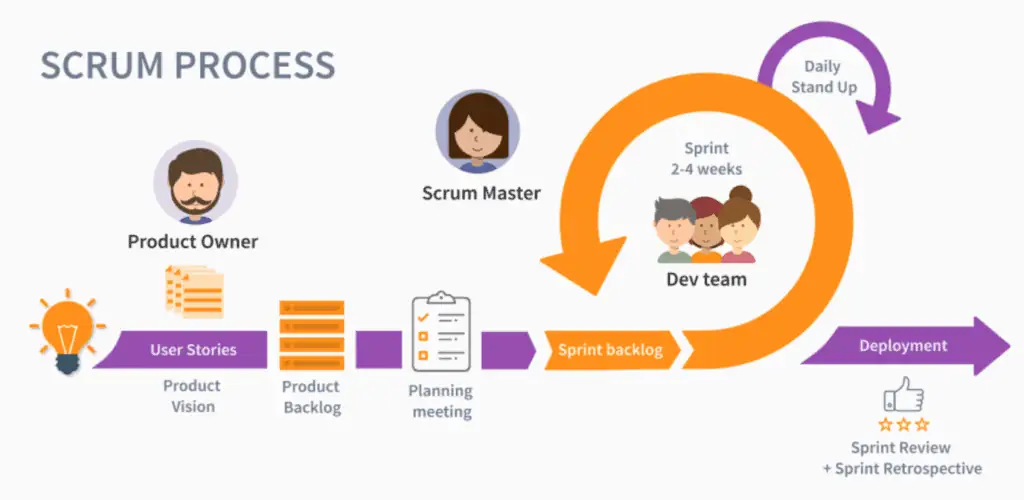 SCRUM PROCESS
Product Owner
Scrum Master
Daily
Stand Up
Sprint
2-4 weeks
Dev team
User Stories
Product
Vision
Product
Backlog
Planning
meeting
Sprint backlog
Deployment
Sprint Review
+ Sprint Retrospective